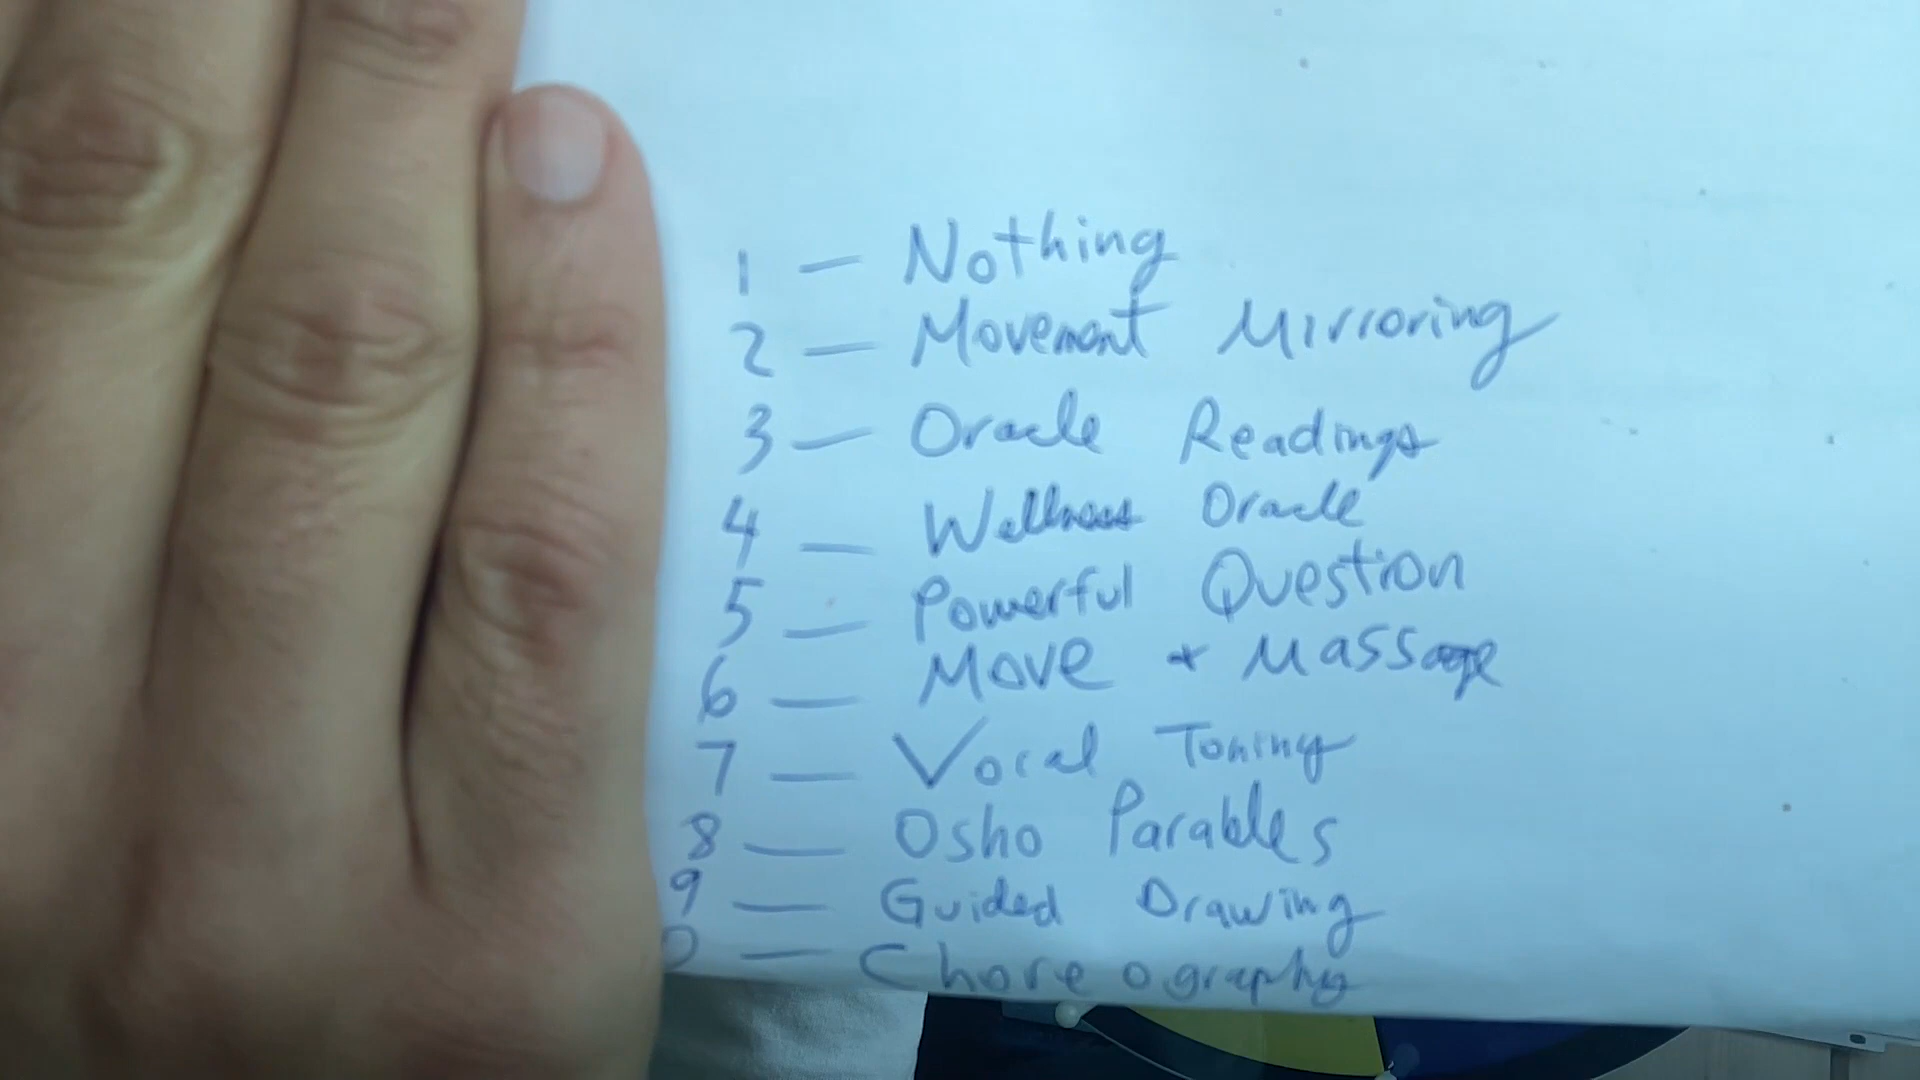 1 — Nothing
2 — Movement Mirroring
3 — Oracle Readings
4 — Wellness Oracle
5 — Powerful Question
6 — Move + Massage
7 — Vocal Toning
8 — Osho Parables
9 — Guided Drawing
0 — Choreography